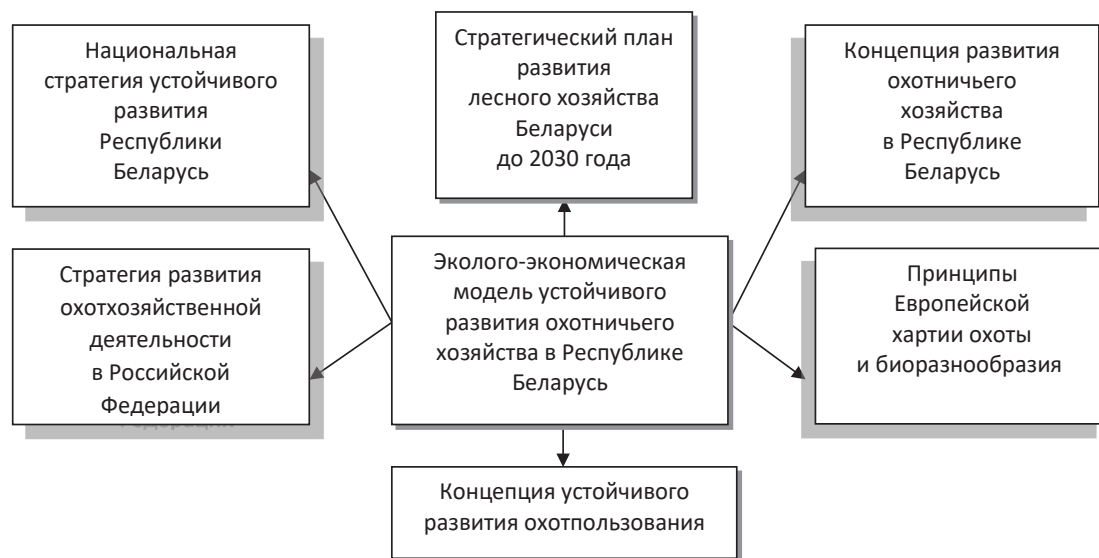 Национальная
стратегия устойчивого
развития
Республики
Беларусь
Стратегический план
развития
лесного хозяйства
Беларуси
до 2030 года
Концепция развития
охотничьего
хозяйства
в Республике
Беларусь
Стратегия развития
охотхозяйственной
деятельности
в Российской
Федерации
Эколого-экономическая
модель устойчивого
развития охотничьего
хозяйства в Республике
Беларусь
Принципы
Европейской
хартии охоты
и биоразнообразия
Концепция устойчивого
развития охотпользования